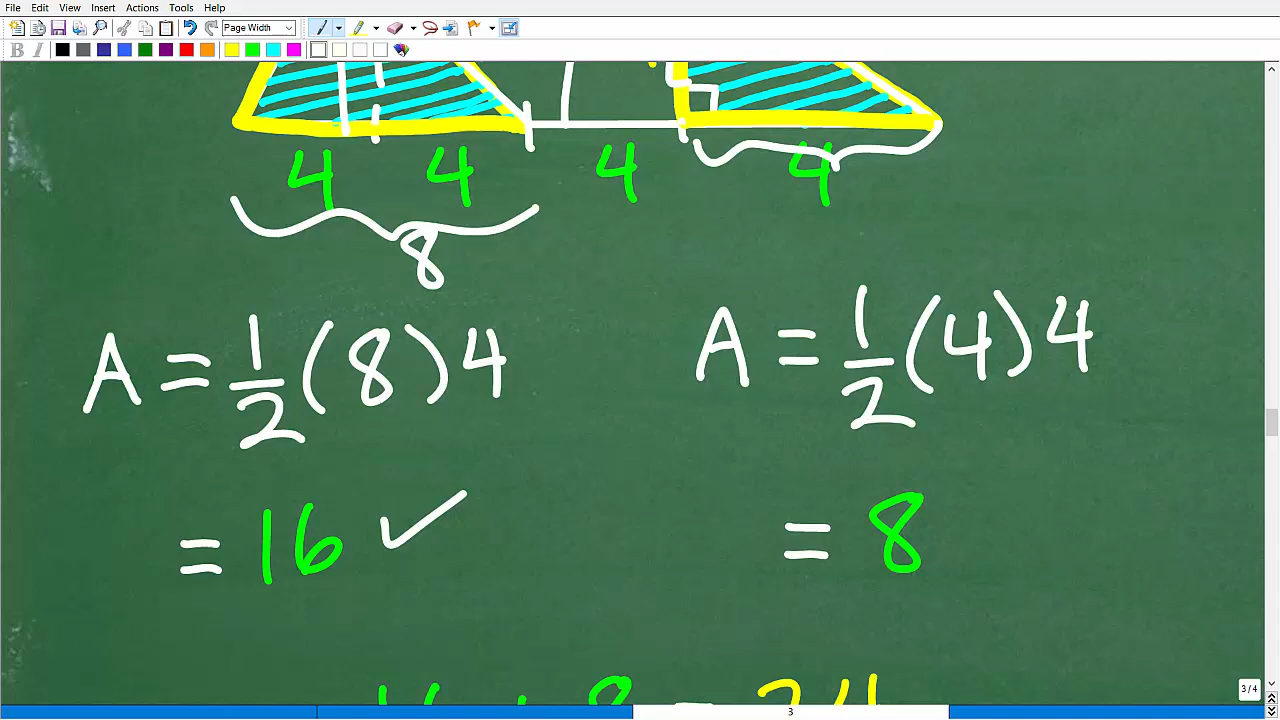 File Edit View Insert Actions Tools Help
Page Width
B I
4 4 4 4
8
A = 1/2 (8) 4
A = 1/2 (4) 4
= 16 ✓
= 8
3 / 4
3